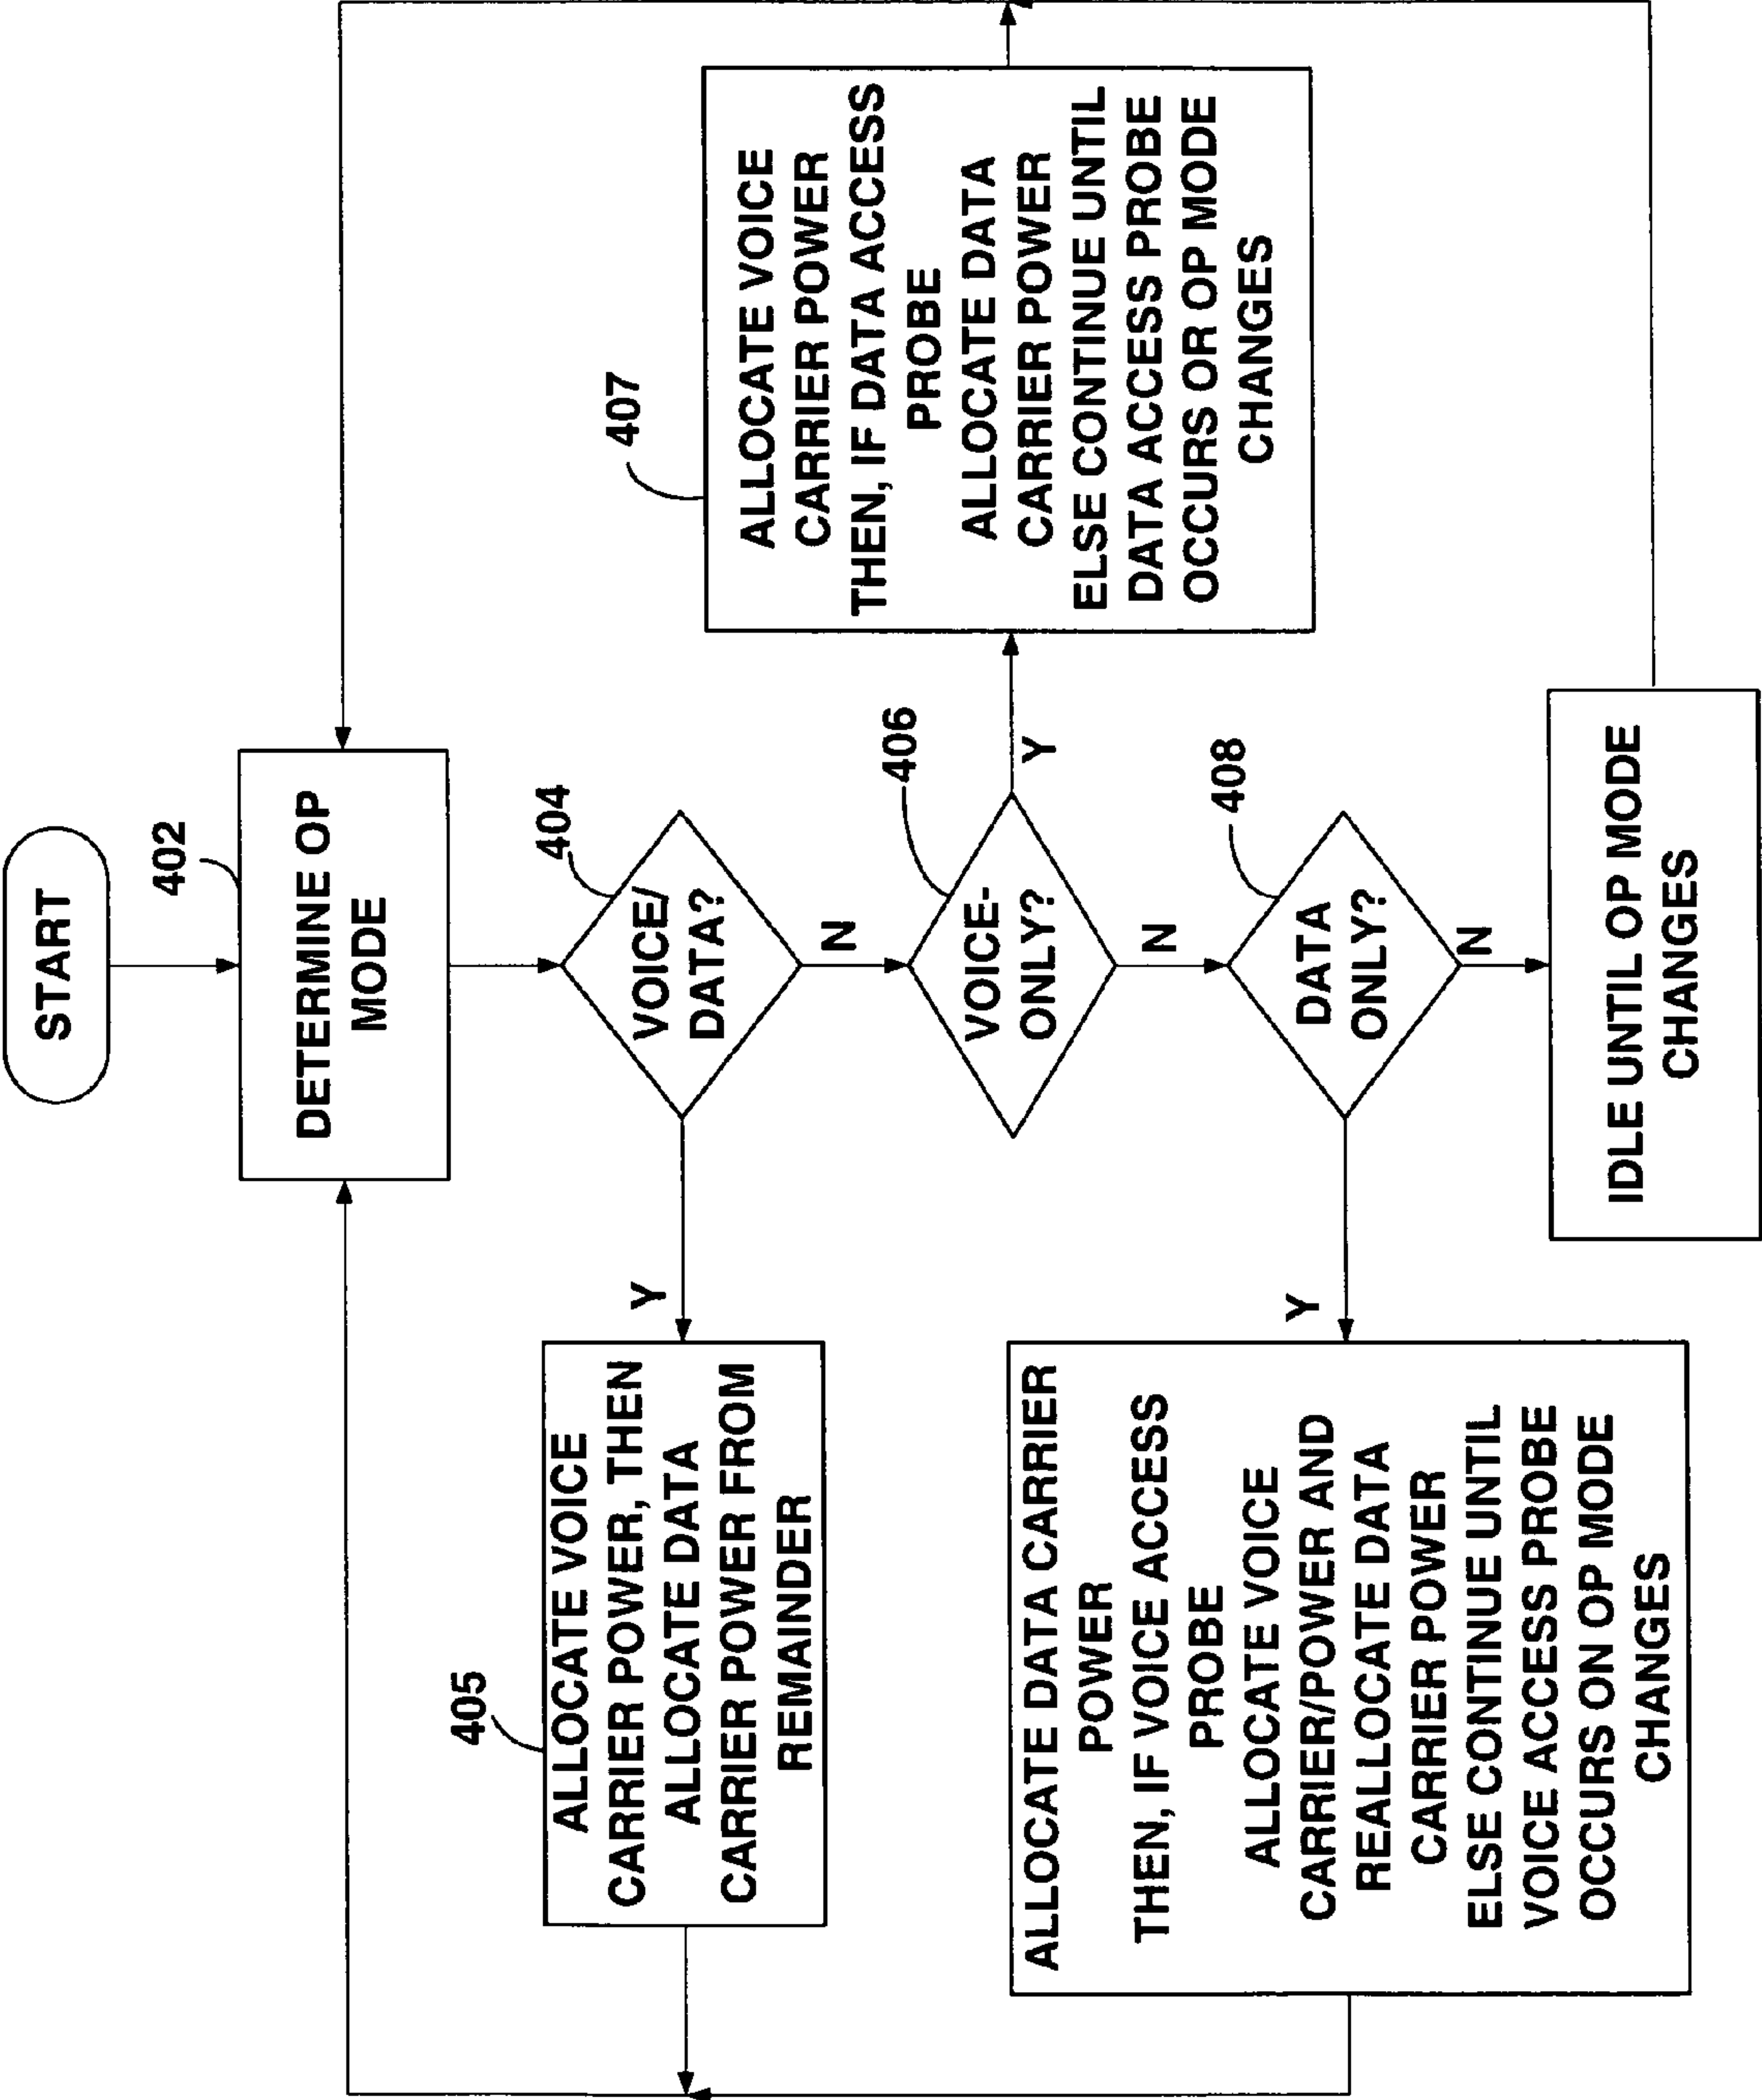 START
402
DETERMINE OP
MODE
404
VOICE/
DATA?
Y
N
405
ALLOCATE VOICE
CARRIER POWER, THEN
ALLOCATE DATA
CARRIER POWER FROM
REMAINDER
406
VOICE-
ONLY?
Y
N
407
ALLOCATE VOICE
CARRIER POWER
THEN, IF DATA ACCESS
PROBE
ALLOCATE DATA
CARRIER POWER
ELSE CONTINUE UNTIL
DATA ACCESS PROBE
OCCURS OR OP MODE
CHANGES
408
DATA
ONLY?
Y
N
ALLOCATE DATA CARRIER
POWER
THEN, IF VOICE ACCESS
PROBE
ALLOCATE VOICE
CARRIER/POWER AND
REALLOCATE DATA
CARRIER POWER
ELSE CONTINUE UNTIL
VOICE ACCESS PROBE
OCCURS ON OP MODE
CHANGES
IDLE UNTIL OP MODE
CHANGES